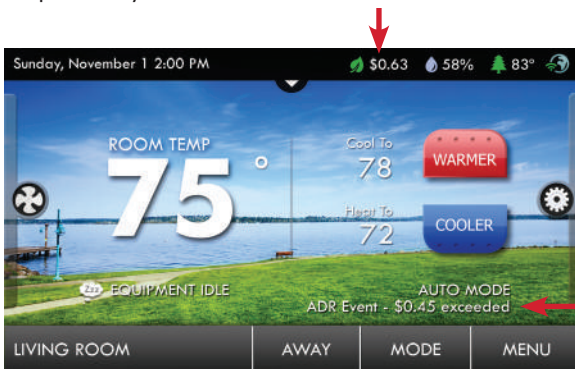 Sunday, November 1 2:00 PM $0.63 58% 83°
ROOM TEMP
75°
Cool To
78
WARMER
Heat To
72
COOLER
Zzz EQUIPMENT IDLE
AUTO MODE
ADR Event - $0.45 exceeded
LIVING ROOM AWAY MODE MENU